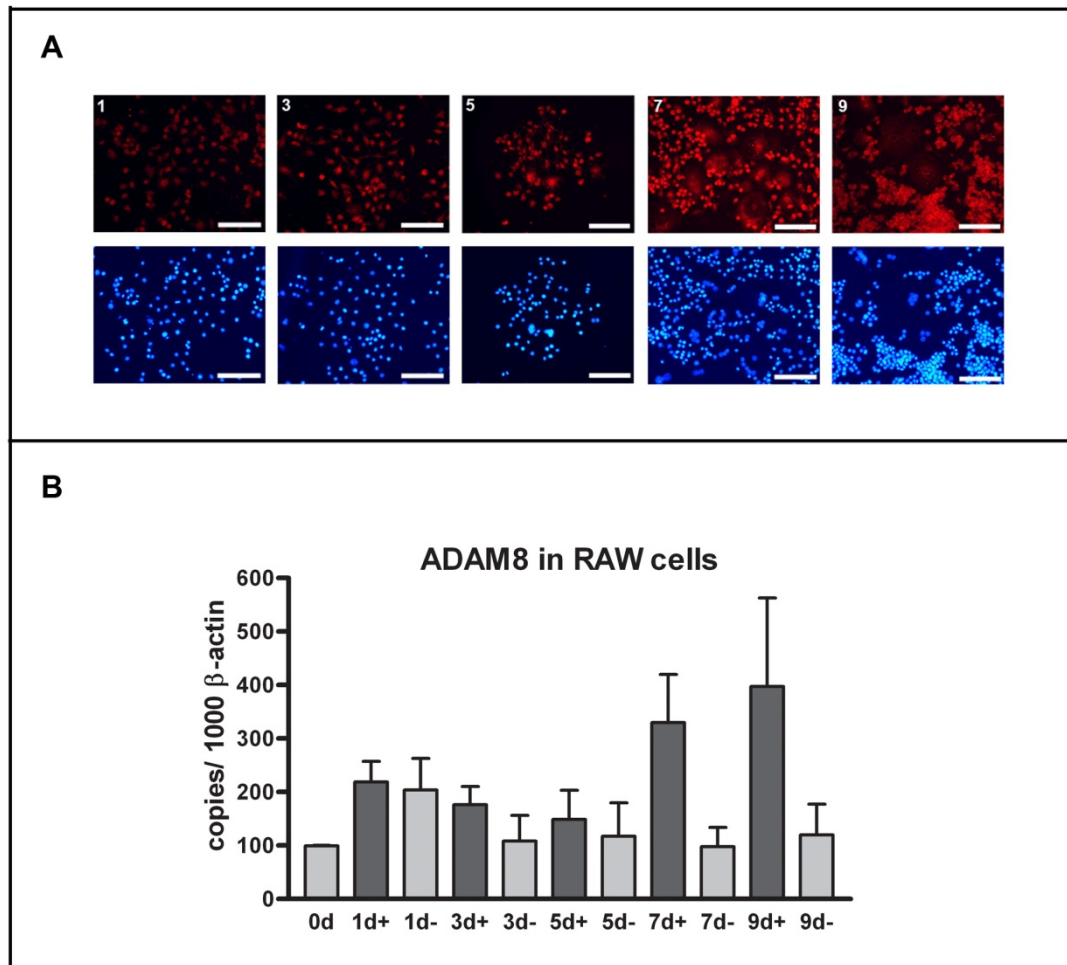 A
1 3 5 7 9
B
ADAM8 in RAW cells
copies/ 1000 β-actin
600
500
400
300
200
100
0
0d 1d+ 1d- 3d+ 3d- 5d+ 5d- 7d+ 7d- 9d+ 9d-